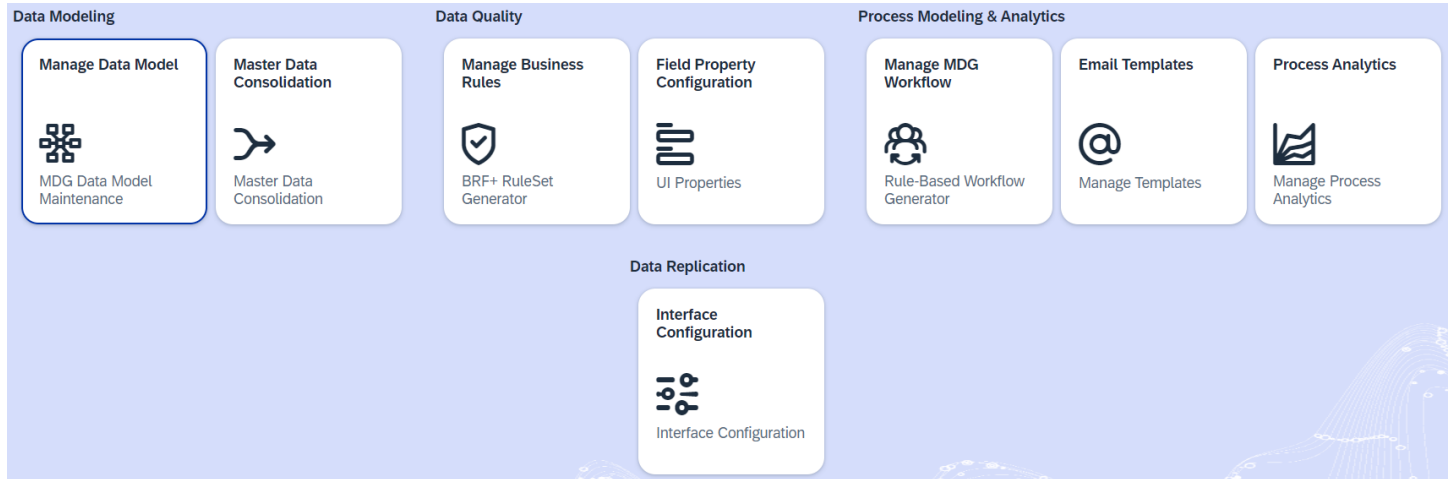 Data Modeling
Manage Data Model
MDG Data Model
Maintenance
Master Data
Consolidation
Master Data
Consolidation
Data Quality
Manage Business
Rules
BRF+ RuleSet
Generator
Field Property
Configuration
UI Properties
Process Modeling & Analytics
Manage MDG
Workflow
Rule-Based Workflow
Generator
Email Templates
Manage Templates
Process Analytics
Manage Process
Analytics
Data Replication
Interface
Configuration
Interface Configuration